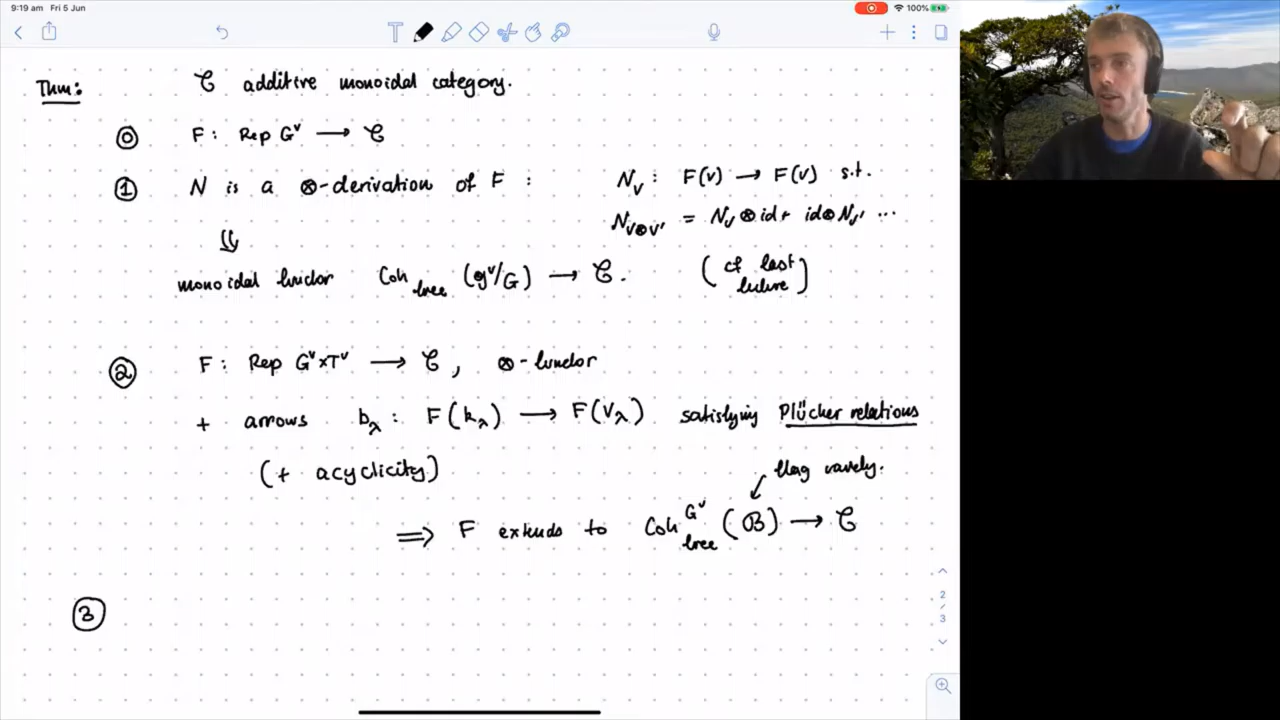 9:19 am Fri 5 Jun
100%
Thm: 𝒞 additive monoidal category.
⓪ F: Rep G^∨ → 𝒞
① N is a ⊗-derivation of F : N_V : F(V) → F(V) s.t.
N_{V⊗V'} = N_V ⊗ id + id ⊗ N_{V'} ...
⇓
monoidal functor Coh_free (g^∨/G) → 𝒞. (cf last lecture)
② F : Rep G^∨×T^∨ → 𝒞, ⊗-functor
+ arrows b_λ : F(k_λ) → F(V_λ) satisfying Plücker relations
(+ acyclicity)
flag variety.
⟹ F extends to Coh^{G^∨}_free (ℬ) → 𝒞
③
2
/
3